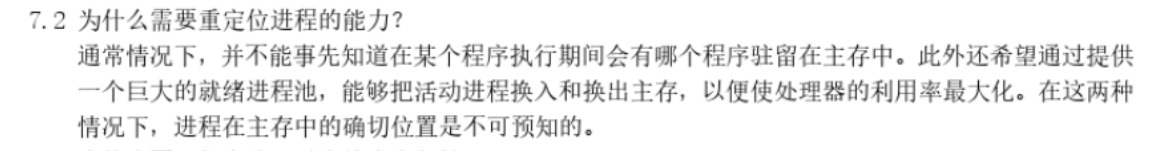 7.2 为什么需要重定位进程的能力？
通常情况下，并不能事先知道在某个程序执行期间会有哪个程序驻留在主存中。此外还希望通过提供
一个巨大的就绪进程池，能够把活动进程换入和换出主存，以便使处理器的利用率最大化。在这两种
情况下，进程在主存中的确切位置是不可预知的。